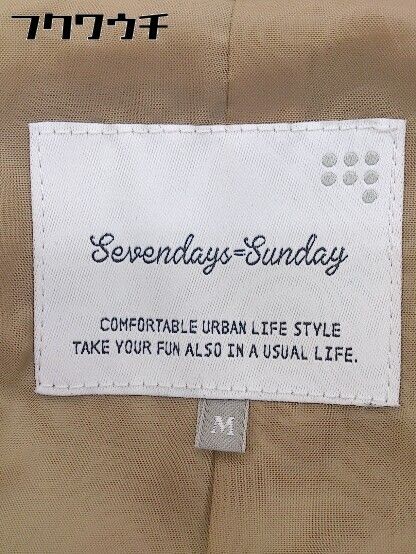 フクウウチ
Sevendays=Sunday
COMFORTABLE URBAN LIFE STYLE
TAKE YOUR FUN ALSO IN A USUAL LIFE.
M